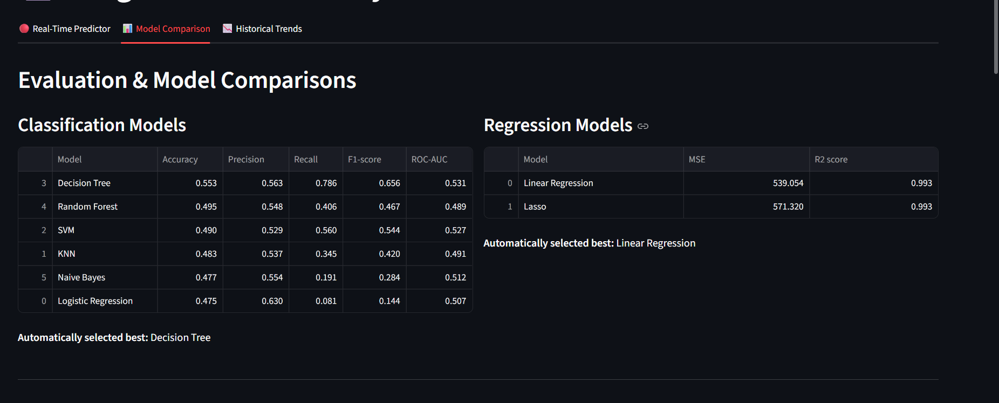 Real-Time Predictor Model Comparison Historical Trends
Evaluation & Model Comparisons
Classification Models
Model Accuracy Precision Recall F1-score ROC-AUC
3 Decision Tree 0.553 0.563 0.786 0.656 0.531
4 Random Forest 0.495 0.548 0.406 0.467 0.489
2 SVM 0.490 0.529 0.560 0.544 0.527
1 KNN 0.483 0.537 0.345 0.420 0.491
5 Naive Bayes 0.477 0.554 0.191 0.284 0.512
0 Logistic Regression 0.475 0.630 0.081 0.144 0.507
Automatically selected best: Decision Tree
Regression Models
Model MSE R2 score
0 Linear Regression 539.054 0.993
1 Lasso 571.320 0.993
Automatically selected best: Linear Regression